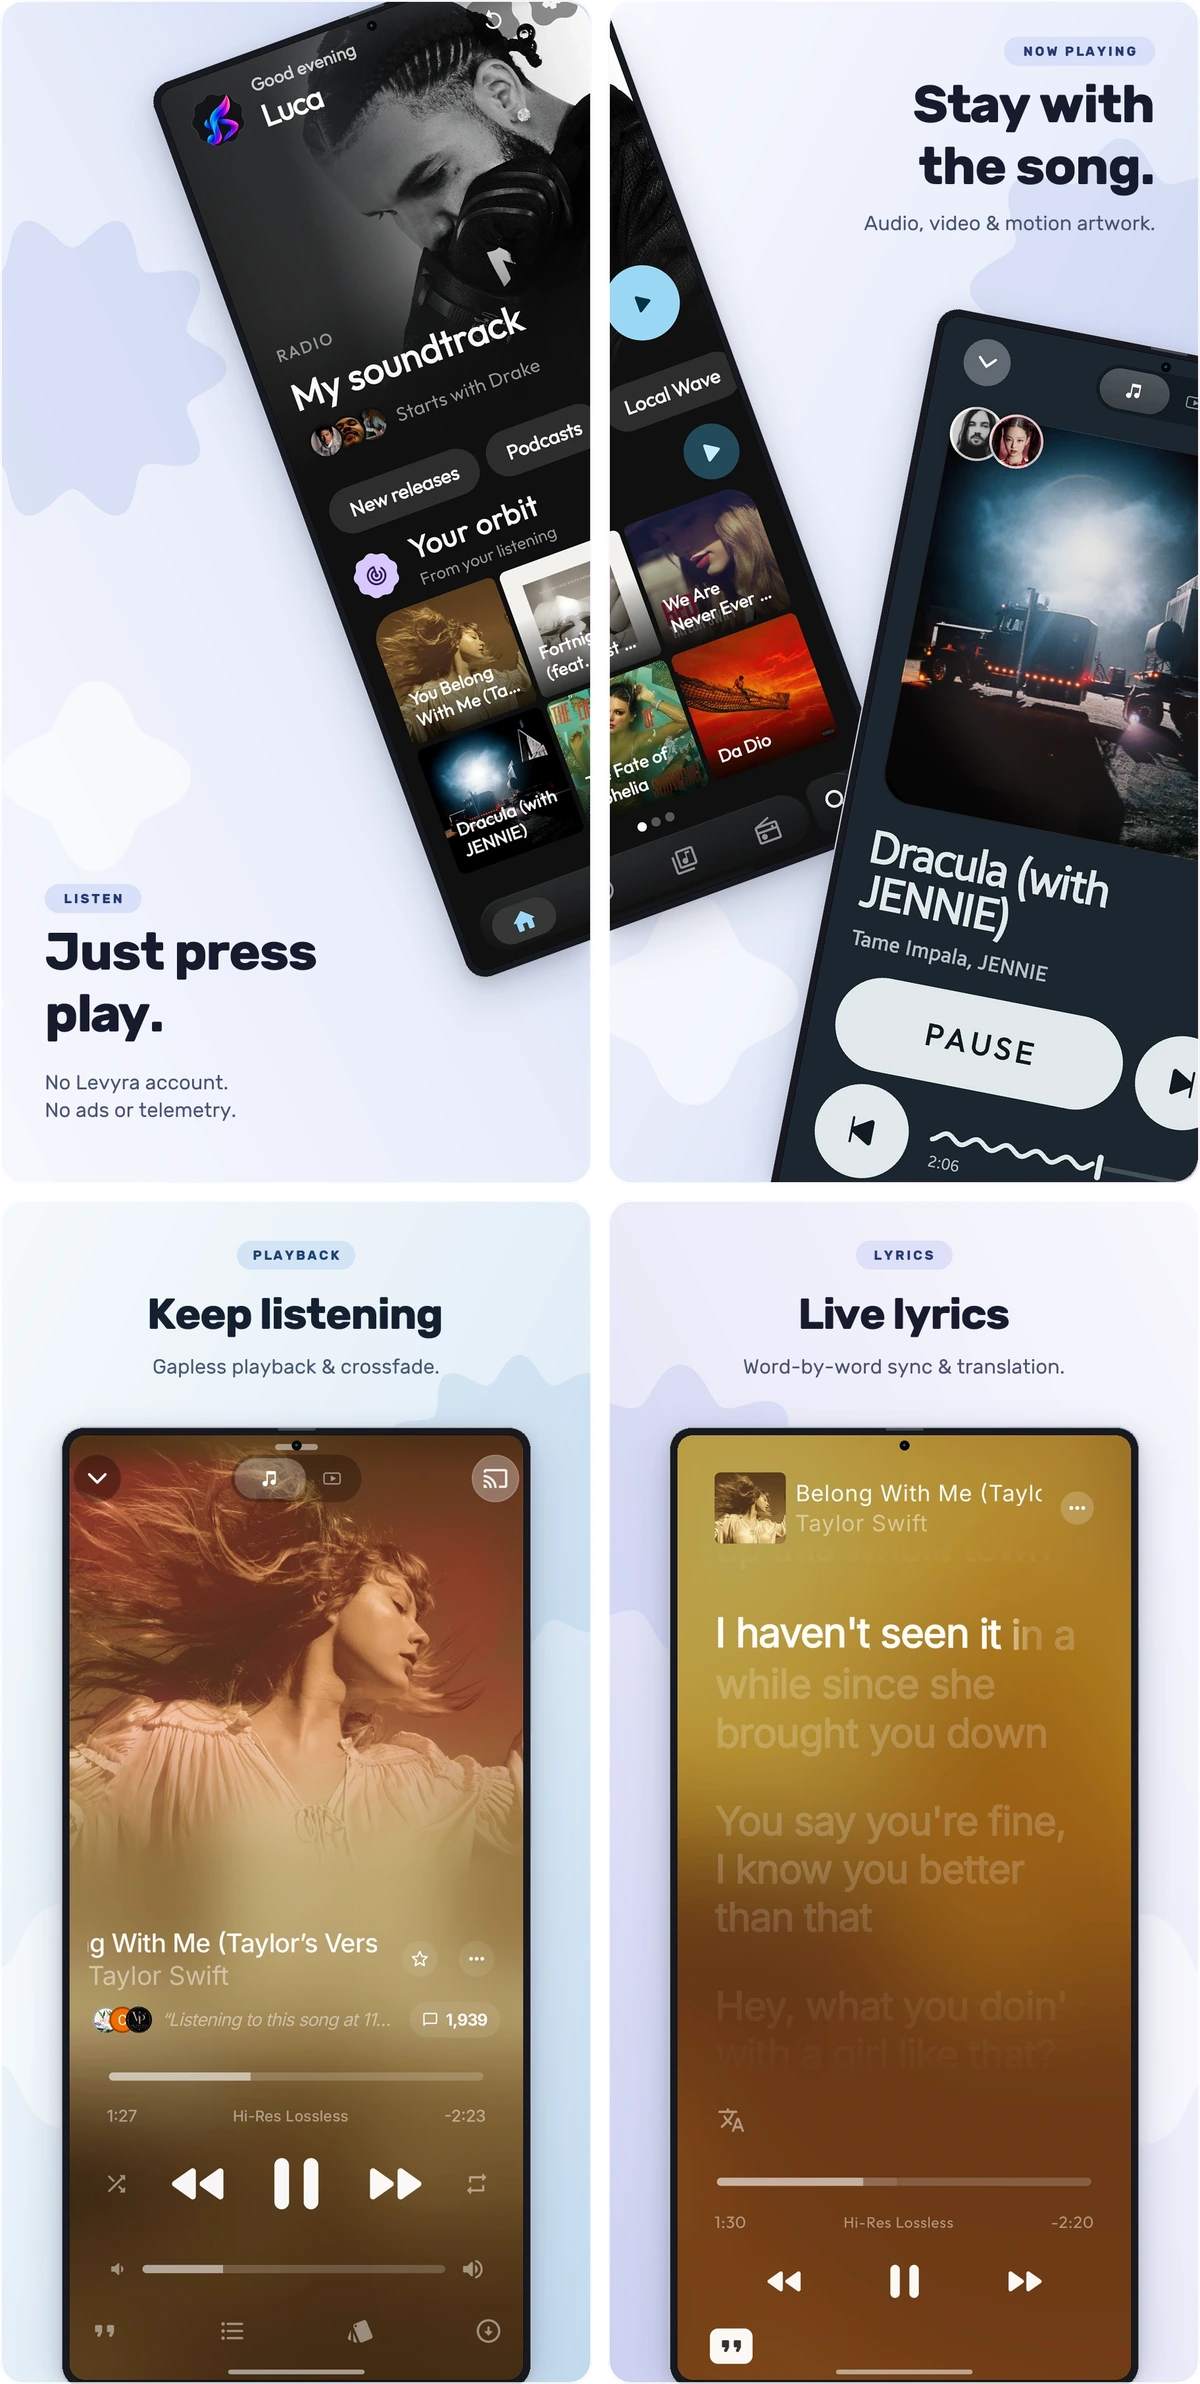 Good evening
Luca
RADIO
My soundtrack
Starts with Drake
New releases
Podcasts
Your orbit
From your listening
You Belong
With Me (Ta...
Fortnig
(feat.
Dracula (with
JENNIE)
LISTEN
Just press
play.
No Levyra account.
No ads or telemetry.
NOW PLAYING
Stay with
the song.
Audio, video & motion artwork.
Local Wave
We Are
Never Ever ...
st ...
Fate of
phelia
Da Dio
Dracula (with
JENNIE)
Tame Impala, JENNIE
PAUSE
2:06
PLAYBACK
Keep listening
Gapless playback & crossfade.
g With Me (Taylor's Vers
Taylor Swift
"Listening to this song at 11...
1,939
1:27
Hi-Res Lossless
-2:23
LYRICS
Live lyrics
Word-by-word sync & translation.
Belong With Me (Taylo
Taylor Swift
up this whole town
I haven't seen it in a
while since she
brought you down
You say you're fine,
I know you better
than that
Hey, what you doin'
with a girl like that?
1:30
Hi-Res Lossless
-2:20